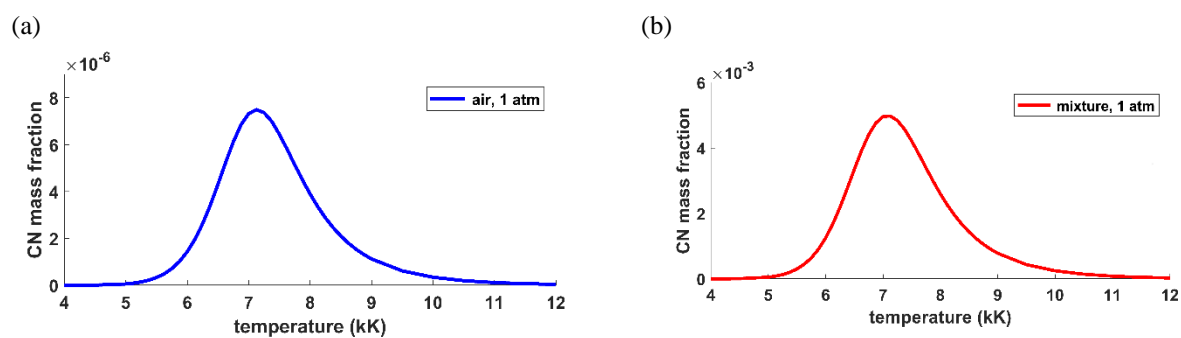 (a)
×10⁻⁶
8
6
4
2
0
CN mass fraction
air, 1 atm
4 5 6 7 8 9 10 11 12
temperature (kK)
(b)
×10⁻³
6
4
2
0
CN mass fraction
mixture, 1 atm
4 5 6 7 8 9 10 11 12
temperature (kK)